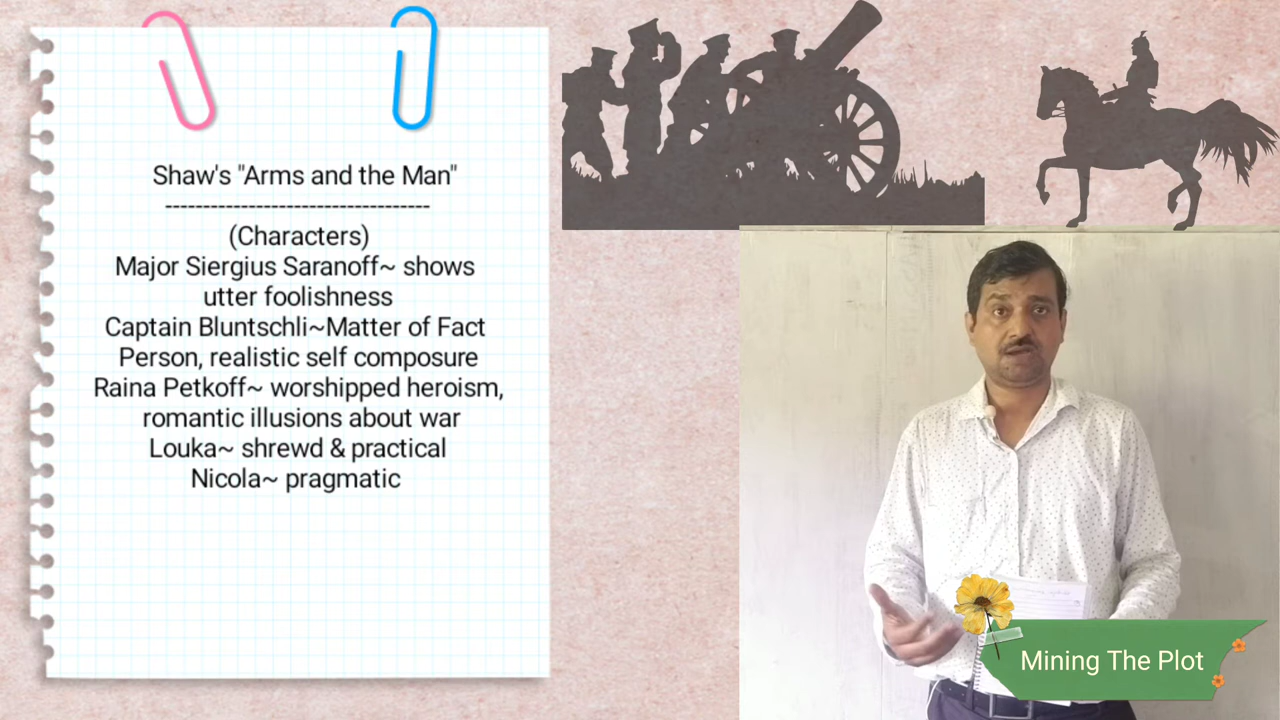 Shaw's "Arms and the Man"
-----------------------------------
(Characters)
Major Siergius Saranoff~ shows
utter foolishness
Captain Bluntschli~Matter of Fact
Person, realistic self composure
Raina Petkoff~ worshipped heroism,
romantic illusions about war
Louka~ shrewd & practical
Nicola~ pragmatic
Mining The Plot